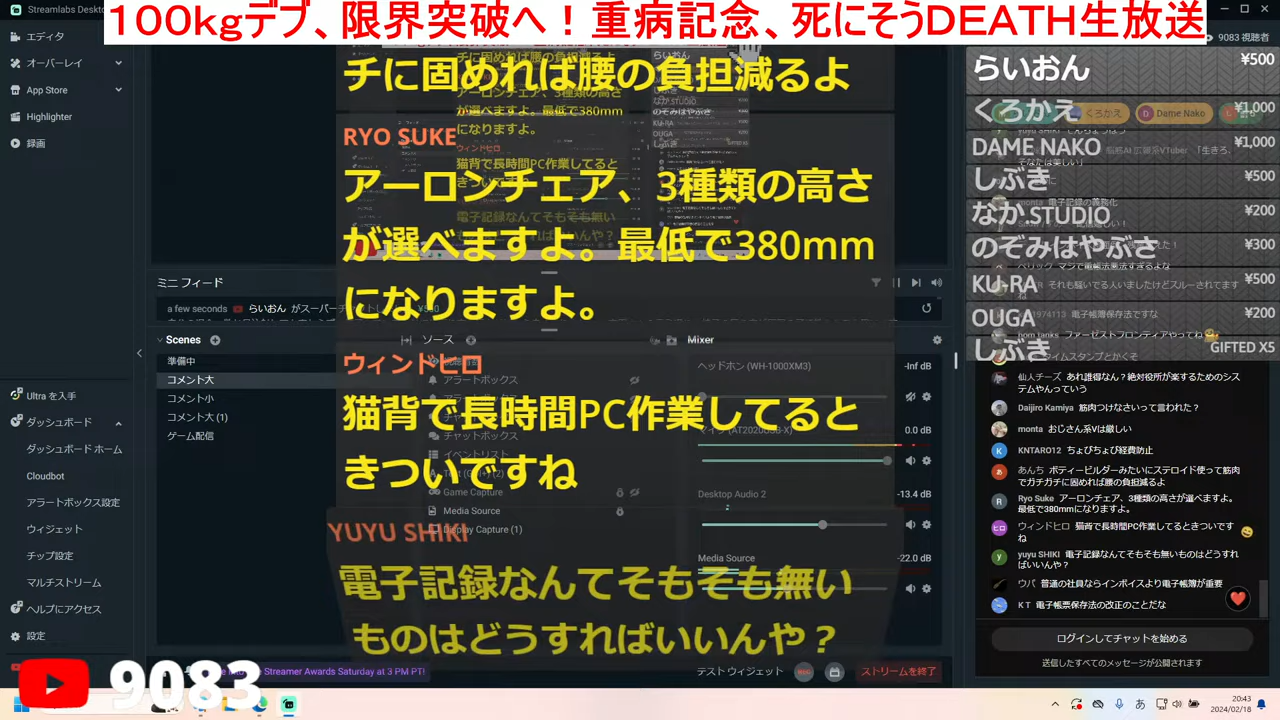 100kgデブ、限界突破へ！重病記念、死にそうDEATH生放送
Streamlabs Deskto
9083 視聴者
エディタ
オーバーレイ
App Store
Highlighter
録画
Ultra を入手
ダッシュボード
ダッシュボード ホーム
Cloudbot
アラートボックス設定
ウィジェット
チップ設定
マルチストリーム
ヘルプにアクセス
設定
チに固めれば腰の負担減るよ
RYO SUKE
アーロンチェア、3種類の高さ
が選べますよ。最低で380mm
になりますよ。
ウィンドヒロ
猫背で長時間PC作業してると
きついですね
YUYU SHIKI
電子記録なんてそもそも無い
ものはどうすればいいんや？
ミニ フィード
a few seconds らいおん がスーパー
Scenes
準備中
コメント大
コメント小
コメント大 (1)
ゲーム配信
ソース
アラートボックス
チャットボックス
イベントリスト
Game Capture
Media Source
Display Capture (1)
Mixer
ヘッドホン (WH-1000XM3)
-Inf dB
0.0 dB
Desktop Audio 2
-13.4 dB
Media Source
-22.0 dB
Streamer Awards Saturday at 3 PM PT!
テスト ウィジェット
REC
ストリームを終了
9083
らいおん ¥500
くろかえ ¥1,000
DAME NAKO ¥1,000
しぶき ¥500
なか.STUDIO ¥200
のぞみはやぶさ ¥300
KU-RA ¥500
OUGA ¥200
しぶき GIFTED X5
仙人チーズ あれ誰得なん？絶対役所が楽するためのシス
テムやんっていう
Daijiro Kamiya 筋肉つけなさいって言われた？
monta おじさん系Vは厳しい
KNTARO12 ちょびちょび経費防止
あんち ボディービルダーみたいにステロイド使って筋肉
でガチガチに固めれば腰の負担減るよ
Ryo Suke アーロンチェア、3種類の高さが選べますよ。
最低で380mmになりますよ。
ウィンドヒロ 猫背で長時間PC作業してるときついです
ね
yuyu SHIKI 電子記録なんてそもそも無いものはどうすれ
ばいいんや？
ウパ 普通の社員ならインボイスより電子帳簿が重要
K T 電子帳票保存法の改正のことだな
ログインしてチャットを始める
送信したすべてのメッセージが公開されます
あ
20:43
2024/02/18